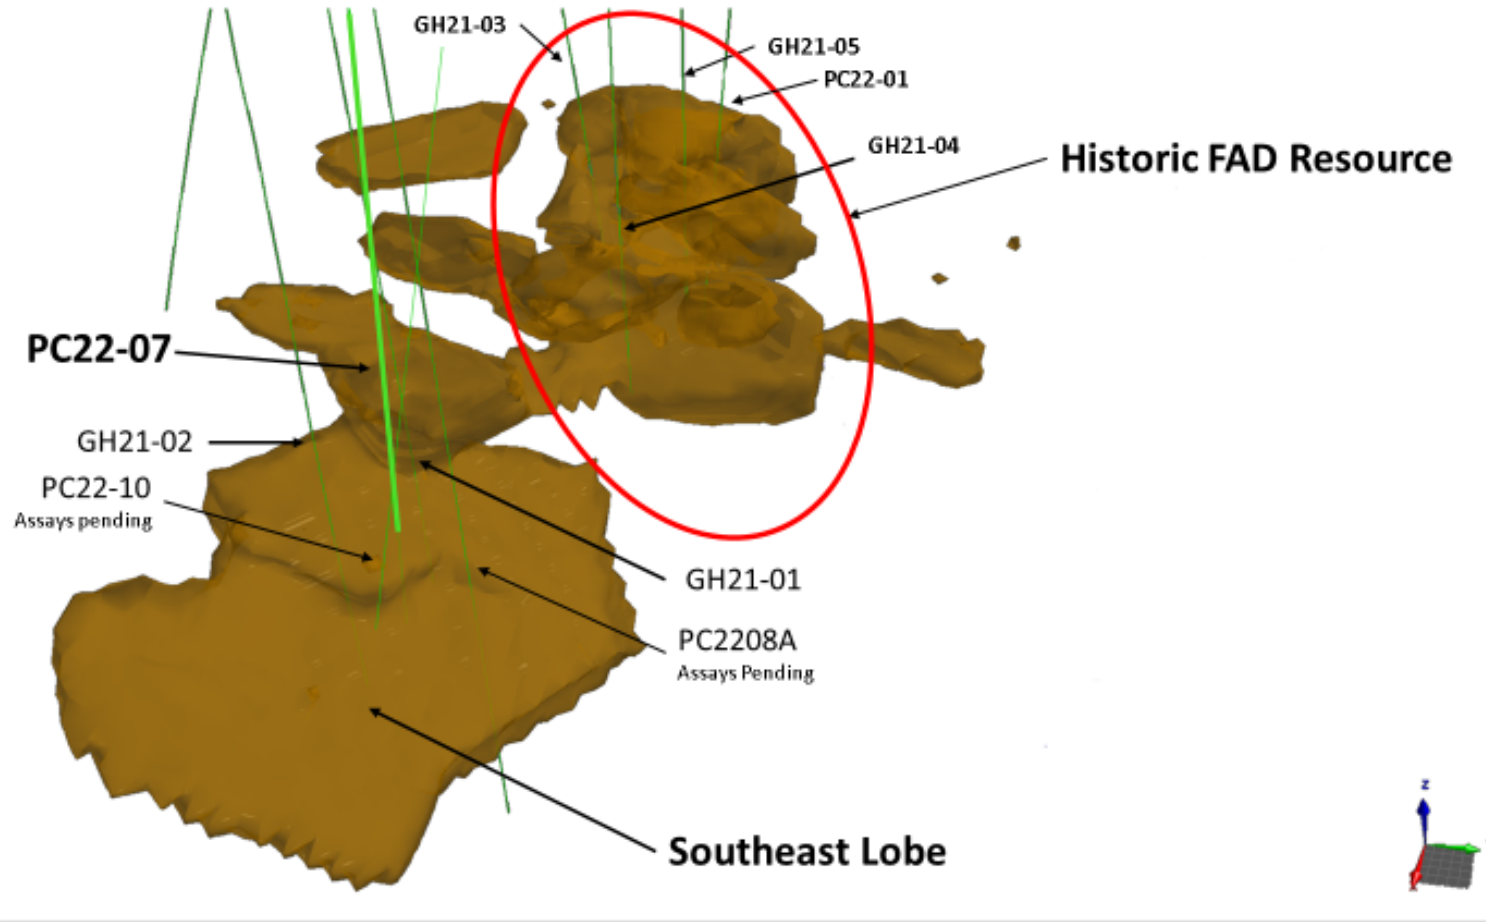 GH21-03
GH21-05
PC22-01
GH21-04
Historic FAD Resource
PC22-07
GH21-02
PC22-10
Assays pending
GH21-01
PC2208A
Assays Pending
Southeast Lobe
z